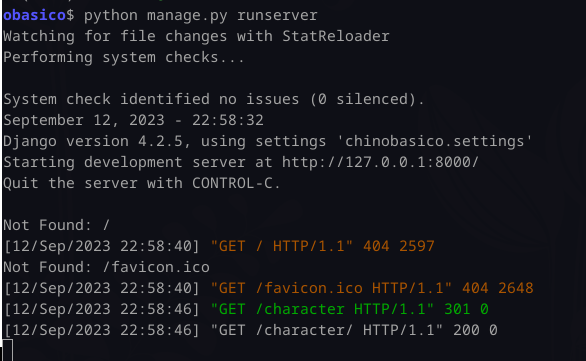 obasico$ python manage.py runserver
Watching for file changes with StatReloader
Performing system checks...
System check identified no issues (0 silenced).
September 12, 2023 - 22:58:32
Django version 4.2.5, using settings 'chinobasico.settings'
Starting development server at http://127.0.0.1:8000/
Quit the server with CONTROL-C.
Not Found: /
[12/Sep/2023 22:58:40] "GET / HTTP/1.1" 404 2597
Not Found: /favicon.ico
[12/Sep/2023 22:58:40] "GET /favicon.ico HTTP/1.1" 404 2648
[12/Sep/2023 22:58:46] "GET /character HTTP/1.1" 301 0
[12/Sep/2023 22:58:46] "GET /character/ HTTP/1.1" 200 0